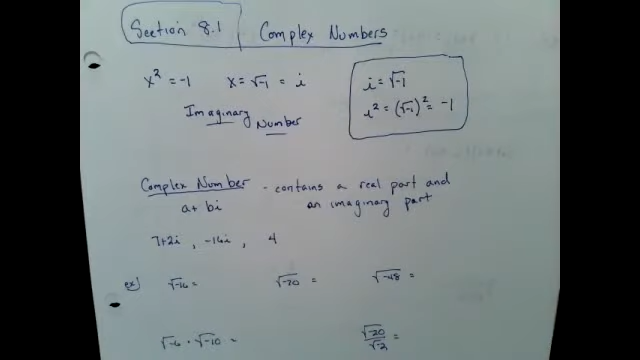 Section 8.1 Complex Numbers
x² = -1 x = √-1 = i
i = √-1
i² = (√-1)² = -1
Imaginary Number
Complex Number - contains a real part and
a + bi an imaginary part
7+2i , -16i , 4
ex) √-16 = √-20 = √-48 =
√-6 · √-10 = √-20 / √-2 =